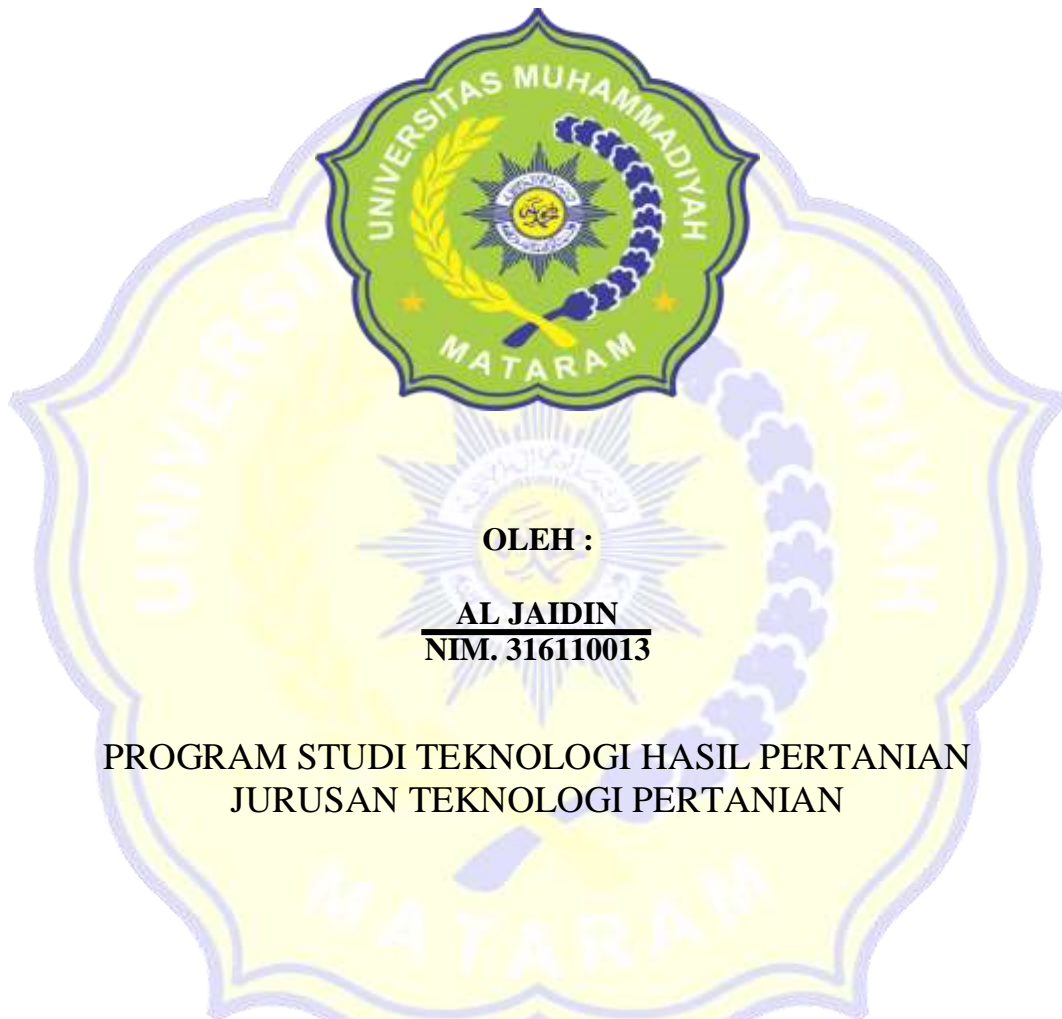 UNIVERSITAS MUHAMMADIYAH
MATARAM
OLEH :
AL JAIDIN
NIM. 316110013
PROGRAM STUDI TEKNOLOGI HASIL PERTANIAN
JURUSAN TEKNOLOGI PERTANIAN